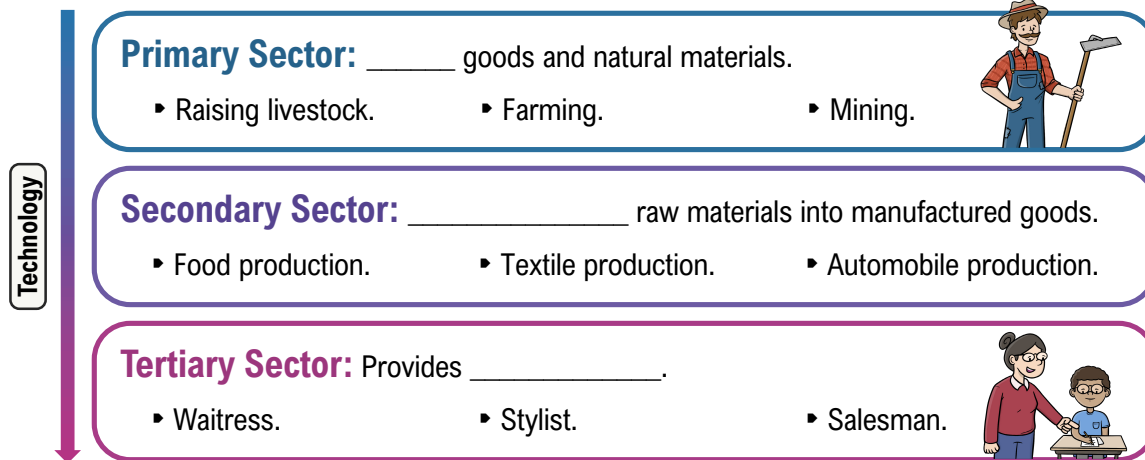 Technology
Primary Sector: ______ goods and natural materials.
Raising livestock. Farming. Mining.
Secondary Sector: _______________ raw materials into manufactured goods.
Food production. Textile production. Automobile production.
Tertiary Sector: Provides _____________.
Waitress. Stylist. Salesman.